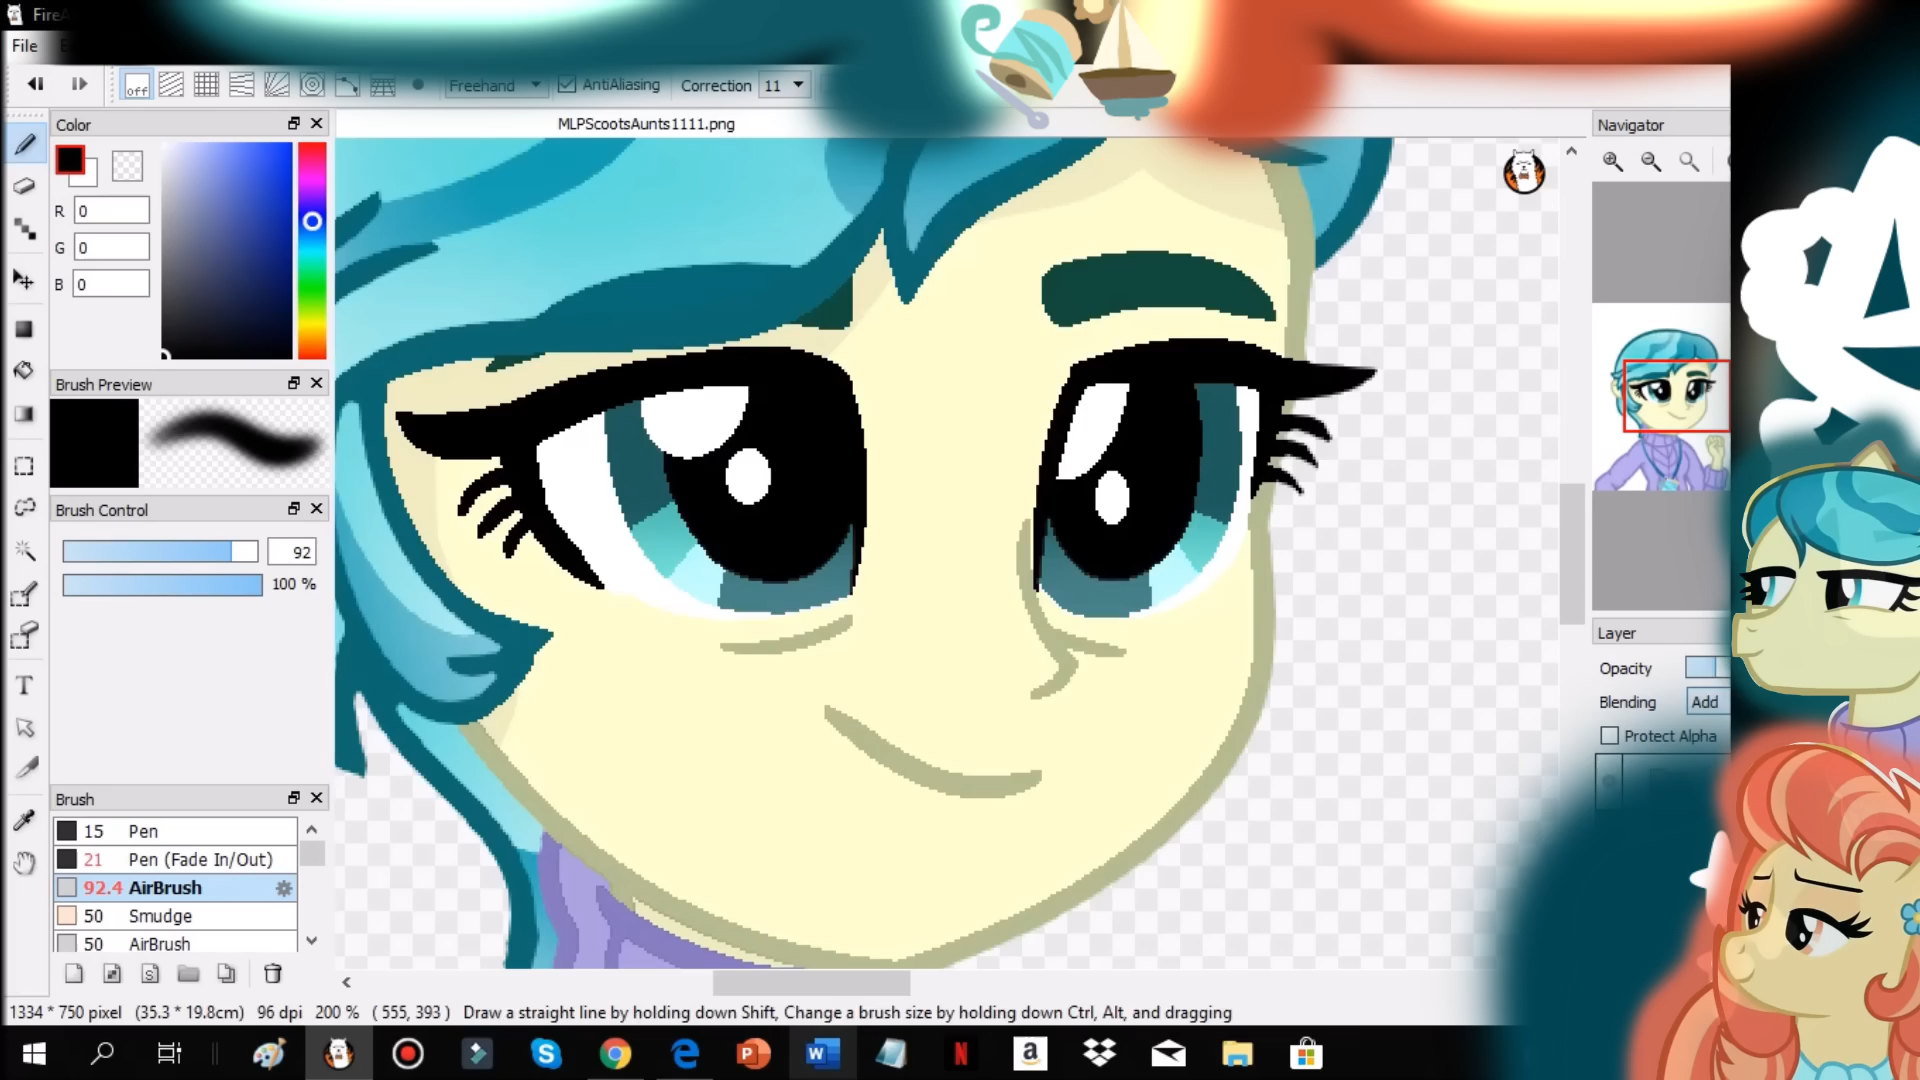 Fire
File
off
Freehand
AntiAliasing
Correction
11
MLPScootsAunts1111.png
Color
R 0
G 0
B 0
Brush Preview
Brush Control
92
100 %
Brush
15 Pen
21 Pen (Fade In/Out)
92.4 AirBrush
50 Smudge
50 AirBrush
Navigator
Layer
Opacity
Blending Add
Protect Alpha
1334 * 750 pixel (35.3 * 19.8cm) 96 dpi 200 % ( 555, 393 ) Draw a straight line by holding down Shift, Change a brush size by holding down Ctrl, Alt, and dragging